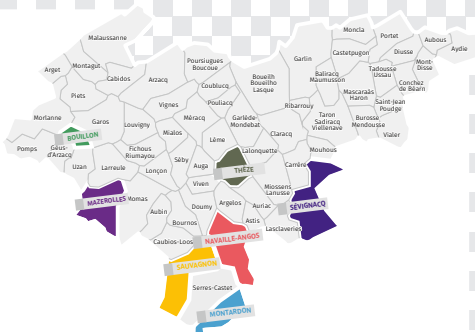 Moncla
Portet
Malaussanne
Aubous
Castetpugon
Diusse
Aydie
Garlin
Poursiugues
Boucoue
Mont-
Disse
Montagut
Arget
Tadousse
Ussau
Baliracq
Maumusson
Cabidos
Arzacq
Boueilh
Boueilho
Lasque
Conchez
de Béarn
Coublucq
Mascaraàs
Haron
Piets
Saint-Jean
Poudge
Vignes
Pouliacq
Ribarrouy
Morlanne
Garos
Louvigny
Méracq
Garlède-
Mondebat
Taron
Sadirac
Viellenave
Burosse
Mendousse
Mialos
Claracq
Vialer
BOUILLON
Lème
Pomps
Géus-
d'Arzacq
Fichous
Riumayou
Lalonquette
Mouhous
Séby
Auga
Carrère
Uzan
Larreule
Lonçon
THÈZE
Viven
Miossens
Lanusse
MAZEROLLES
Momas
Argelos
Doumy
Auriac
SÉVIGNACQ
Aubin
Bournos
Astis
Lasclaveries
Caubios-Loos
NAVAILLE-ANGOS
SAUVAGNON
Serres-Castet
MONTARDON